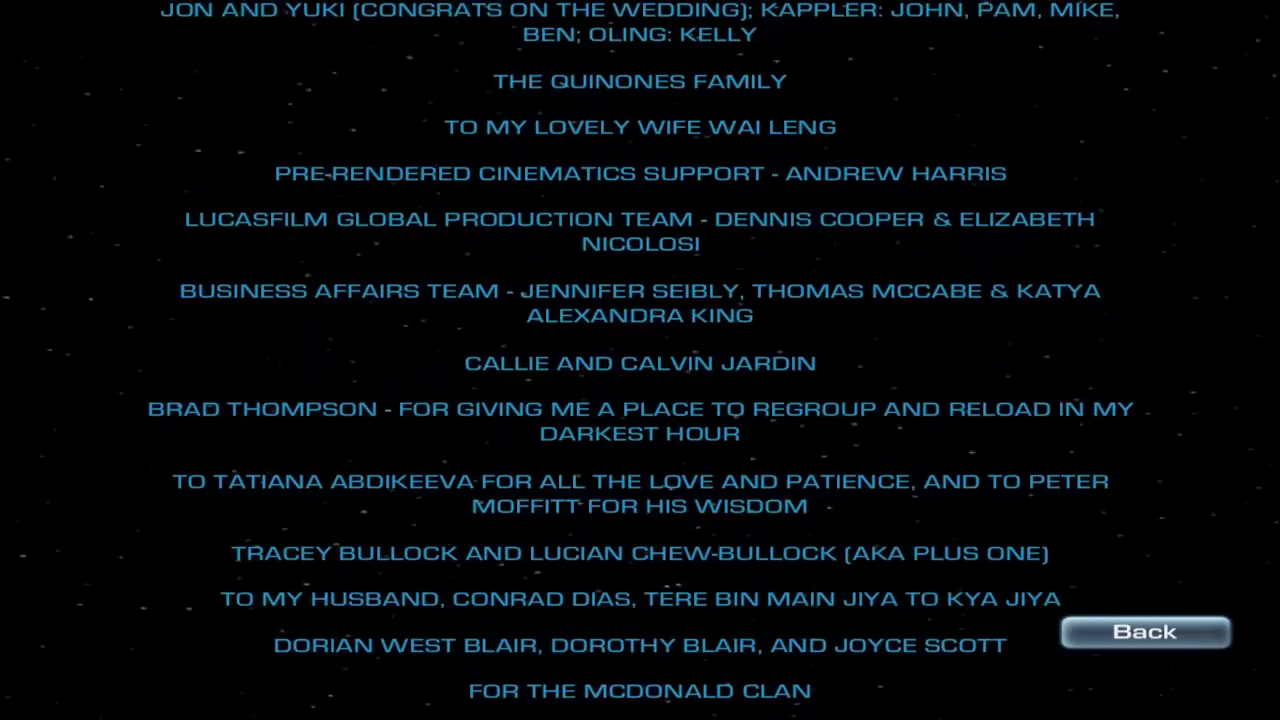 JON AND YUKI (CONGRATS ON THE WEDDING); KAPPLER: JOHN, PAM, MIKE,
BEN; OLING: KELLY
THE QUINONES FAMILY
TO MY LOVELY WIFE WAI LENG
PRE-RENDERED CINEMATICS SUPPORT - ANDREW HARRIS
LUCASFILM GLOBAL PRODUCTION TEAM - DENNIS COOPER & ELIZABETH
NICOLOSI
BUSINESS AFFAIRS TEAM - JENNIFER SEIBLY, THOMAS MCCABE & KATYA
ALEXANDRA KING
CALLIE AND CALVIN JARDIN
BRAD THOMPSON - FOR GIVING ME A PLACE TO REGROUP AND RELOAD IN MY
DARKEST HOUR
TO TATIANA ABDIKEEVA FOR ALL THE LOVE AND PATIENCE, AND TO PETER
MOFFITT FOR HIS WISDOM
TRACEY BULLOCK AND LUCIAN CHEW-BULLOCK (AKA PLUS ONE)
TO MY HUSBAND, CONRAD DIAS, TERE BIN MAIN JIYA TO KYA JIYA
Back
DORIAN WEST BLAIR, DOROTHY BLAIR, AND JOYCE SCOTT
FOR THE MCDONALD CLAN